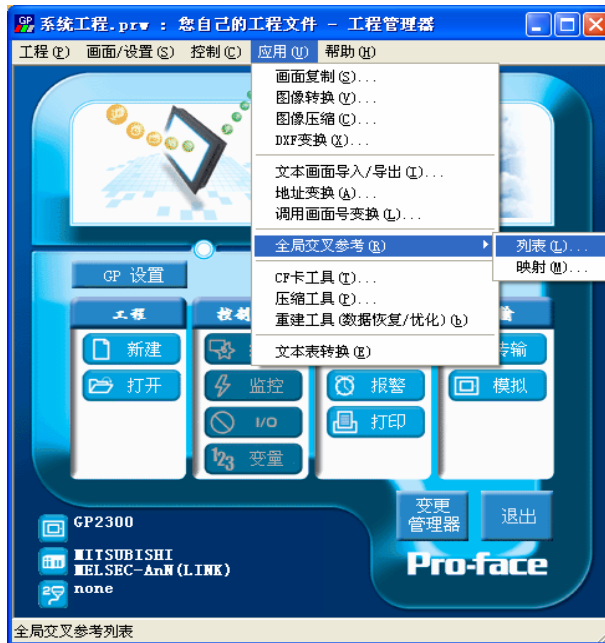 系统工程.prw : 您自己的工程文件 - 工程管理器
工程(P) 画面/设置(S) 控制(C) 应用(U) 帮助(H)
画面复制(S)...
图像转换(V)...
图像压缩(C)...
DXF变换(X)...
文本画面导入/导出(I)...
地址变换(A)...
调用画面号变换(L)...
全局交叉参考(R)
列表(L)...
映射(M)...
CF卡工具(T)...
压缩工具(P)...
重建工具(数据恢复/优化)(b)
文本表转换(E)
GP 设置
工程
新建
打开
监控
I/O
123 变量
报警
打印
传输
模拟
变更
管理器
退出
GP2300
MITSUBISHI
MELSEC-AnN(LINK)
none
Pro-face
全局交叉参考列表